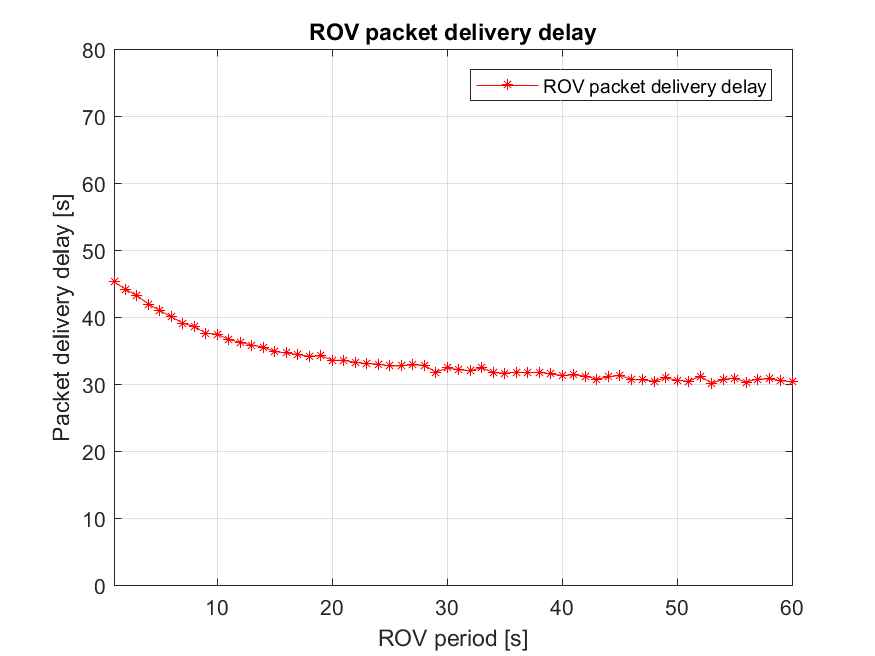 ROV packet delivery delay
ROV packet delivery delay
Packet delivery delay [s]
80
70
60
50
40
30
20
10
0
10 20 30 40 50 60
ROV period [s]